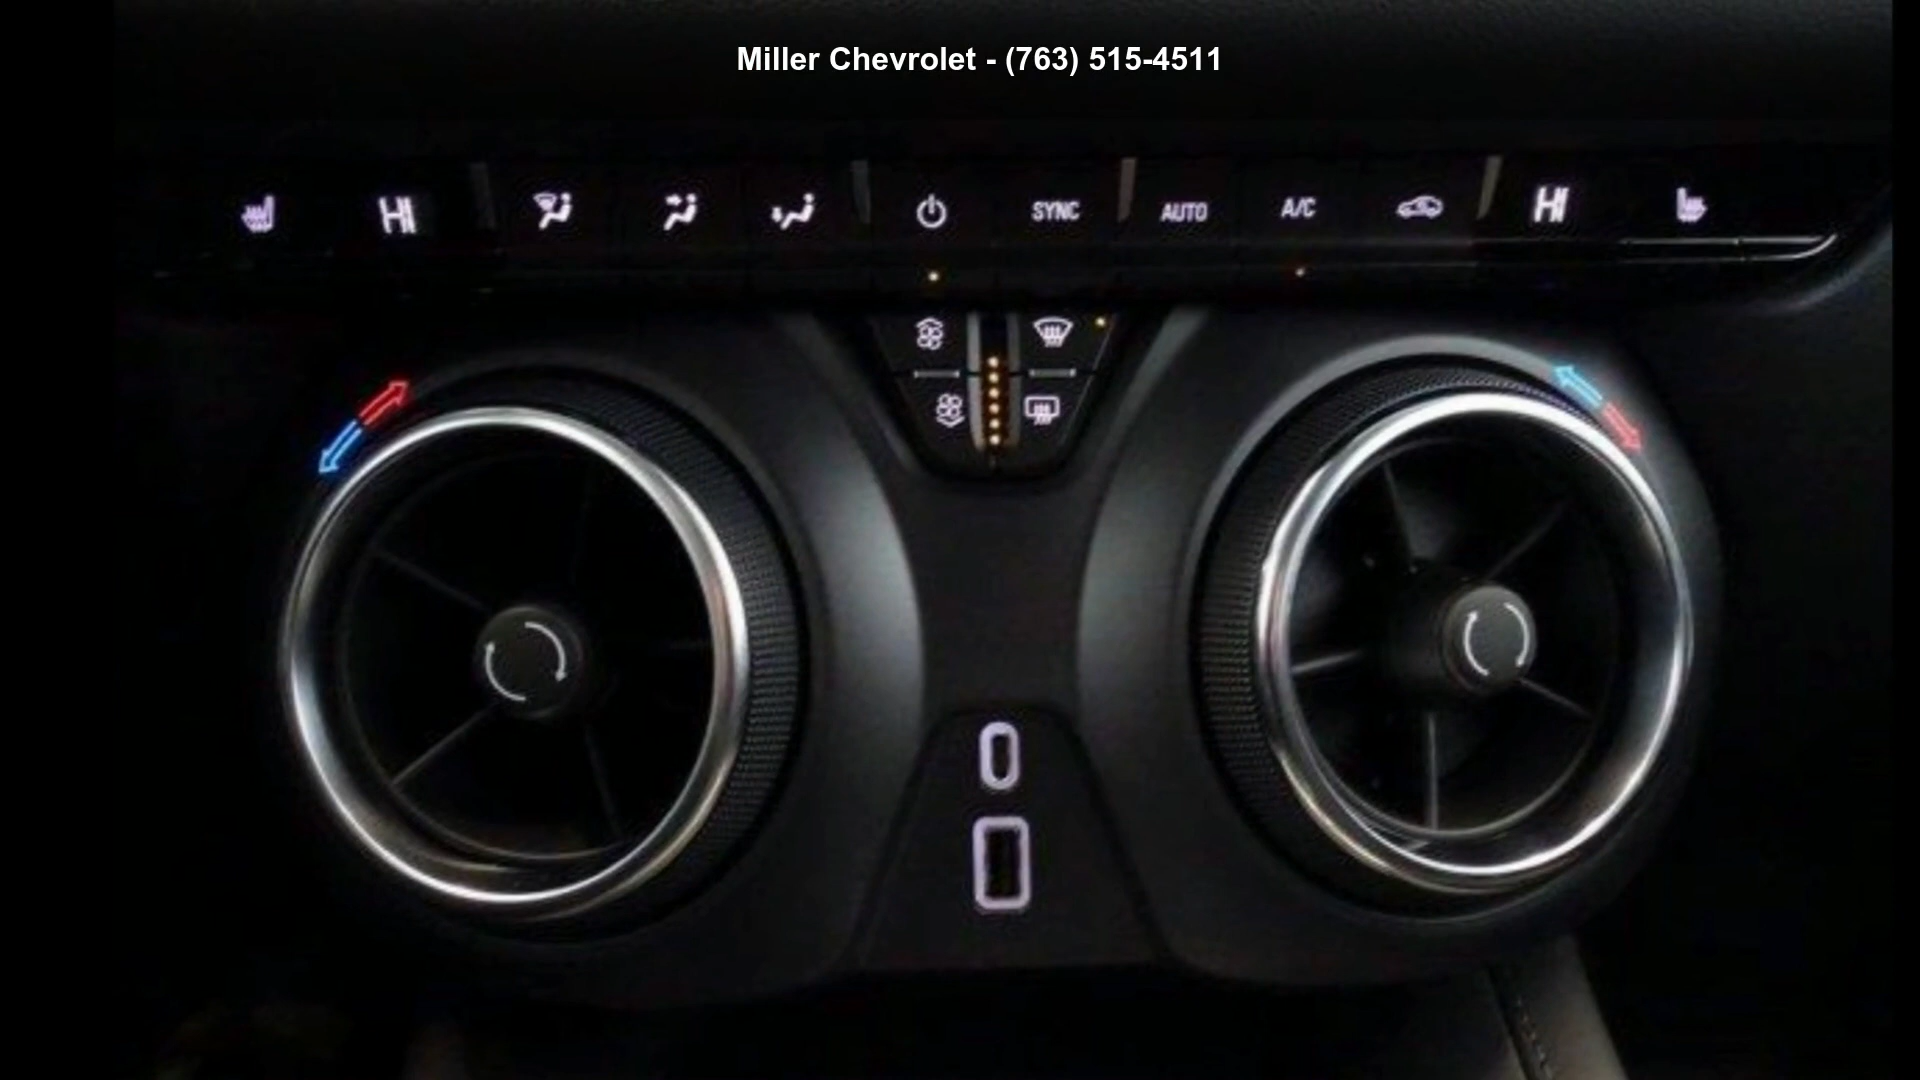 Miller Chevrolet - (763) 515-4511
HI SYNC AUTO A/C HI